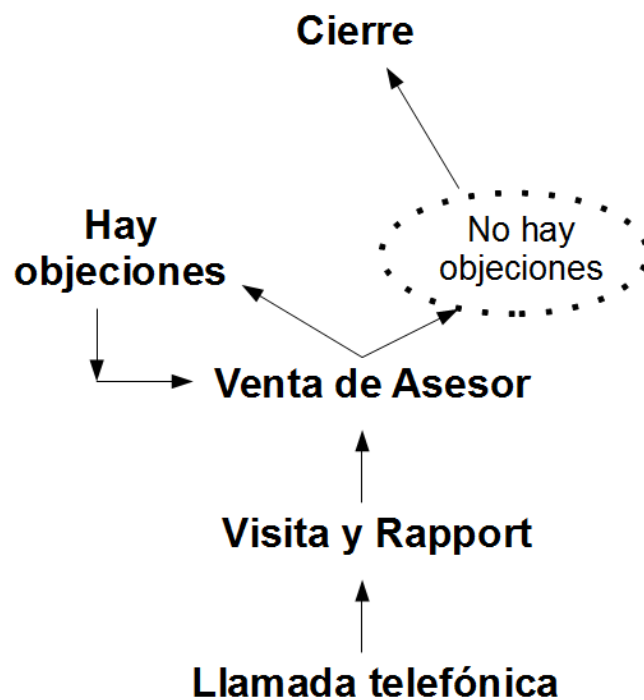 Cierre
Hay
objeciones
No hay
objeciones
Venta de Asesor
Visita y Rapport
Llamada telefónica